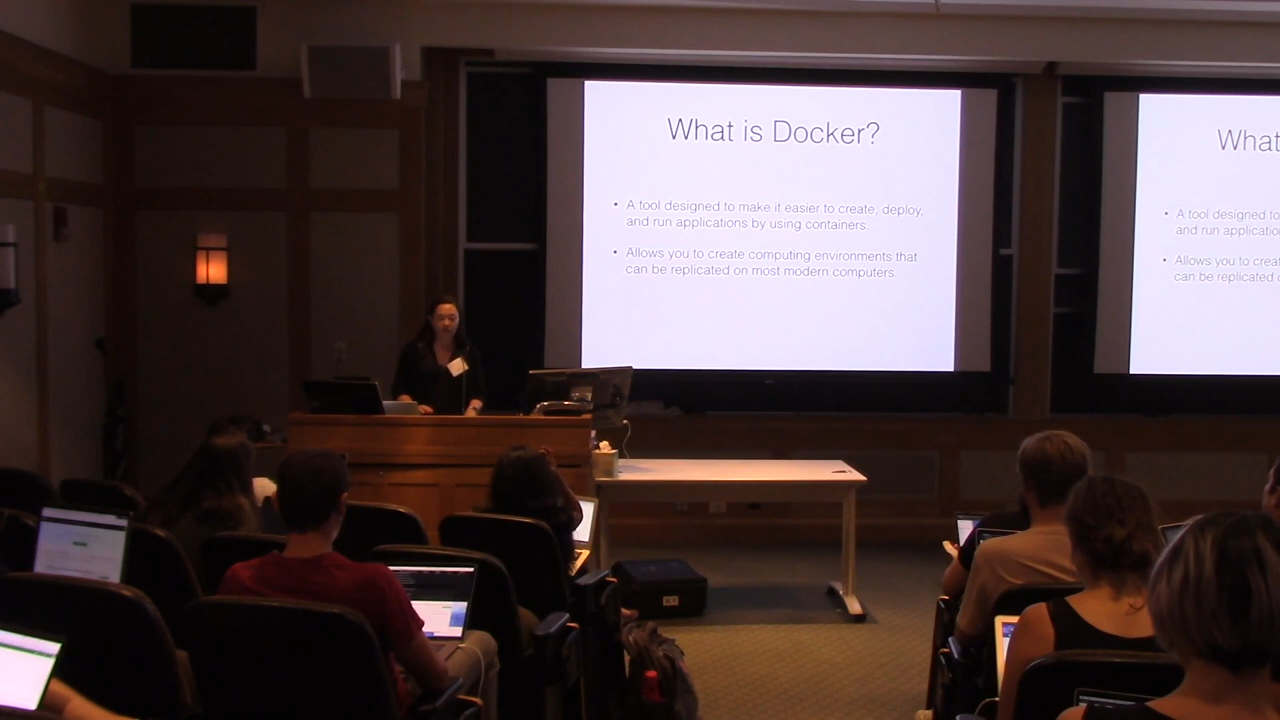 What is Docker?
• A tool designed to make it easier to create, deploy,
and run applications by using containers.
• Allows you to create computing environments that
can be replicated on most modern computers.
What
• A tool designed to
and run applicatio
• Allows you to creat
can be replicated